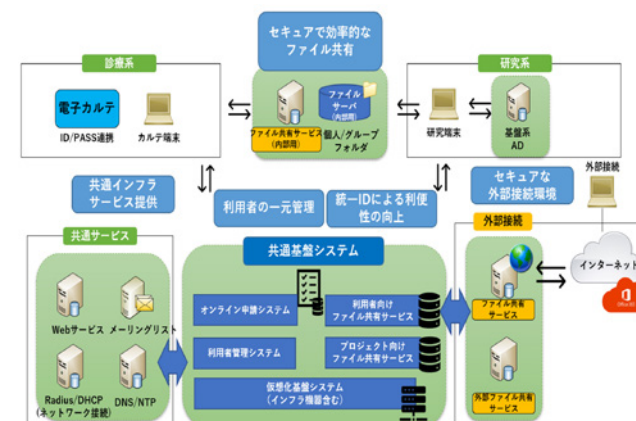 セキュアで効率的な
ファイル共有
診療系
研究系
電子カルテ
ID/PASS連携
カルテ端末
ファイル
サーバ
(内部用)
ファイル共有サービス
(内部用)
個人/グループ
フォルダ
研究端末
基盤系
AD
共通インフラ
サービス提供
利用者の一元管理
統一IDによる利便
性の向上
セキュアな
外部接続環境
外部接続
共通サービス
共通基盤システム
外部接続
インターネット
Webサービス
メーリングリスト
オンライン申請システム
利用者向け
ファイル共有サービス
ファイル共有
サービス
利用者管理システム
プロジェクト向け
ファイル共有サービス
Radius/DHCP
(ネットワーク接続)
DNS/NTP
仮想化基盤システム
(インフラ機器含む)
外部ファイル共有
サービス